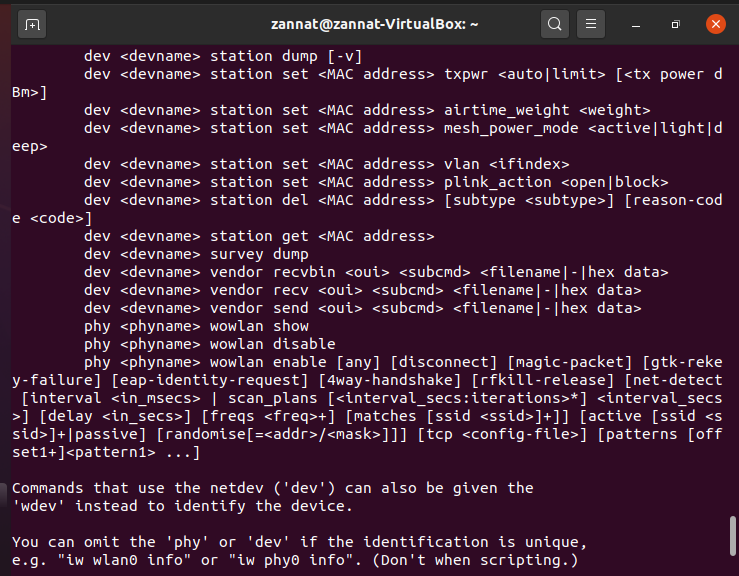 zannat@zannat-VirtualBox: ~
dev <devname> station dump [-v]
dev <devname> station set <MAC address> txpwr <auto|limit> [<tx power d
Bm>]
dev <devname> station set <MAC address> airtime_weight <weight>
dev <devname> station set <MAC address> mesh_power_mode <active|light|d
eep>
dev <devname> station set <MAC address> vlan <ifindex>
dev <devname> station set <MAC address> plink_action <open|block>
dev <devname> station del <MAC address> [subtype <subtype>] [reason-cod
e <code>]
dev <devname> station get <MAC address>
dev <devname> survey dump
dev <devname> vendor recvbin <oui> <subcmd> <filename|-|hex data>
dev <devname> vendor recv <oui> <subcmd> <filename|-|hex data>
dev <devname> vendor send <oui> <subcmd> <filename|-|hex data>
phy <phyname> wowlan show
phy <phyname> wowlan disable
phy <phyname> wowlan enable [any] [disconnect] [magic-packet] [gtk-reke
y-failure] [eap-identity-request] [4way-handshake] [rfkill-release] [net-detect
[interval <in_msecs> | scan_plans [<interval_secs:iterations>*] <interval_secs
>] [delay <in_secs>] [freqs <freq>+] [matches [ssid <ssid>]+]] [active [ssid <s
sid>]+|passive] [randomise[=<addr>/<mask>]]] [tcp <config-file>] [patterns [off
set1+]<pattern1> ...]
Commands that use the netdev ('dev') can also be given the
'wdev' instead to identify the device.
You can omit the 'phy' or 'dev' if the identification is unique,
e.g. "iw wlan0 info" or "iw phy0 info". (Don't when scripting.)